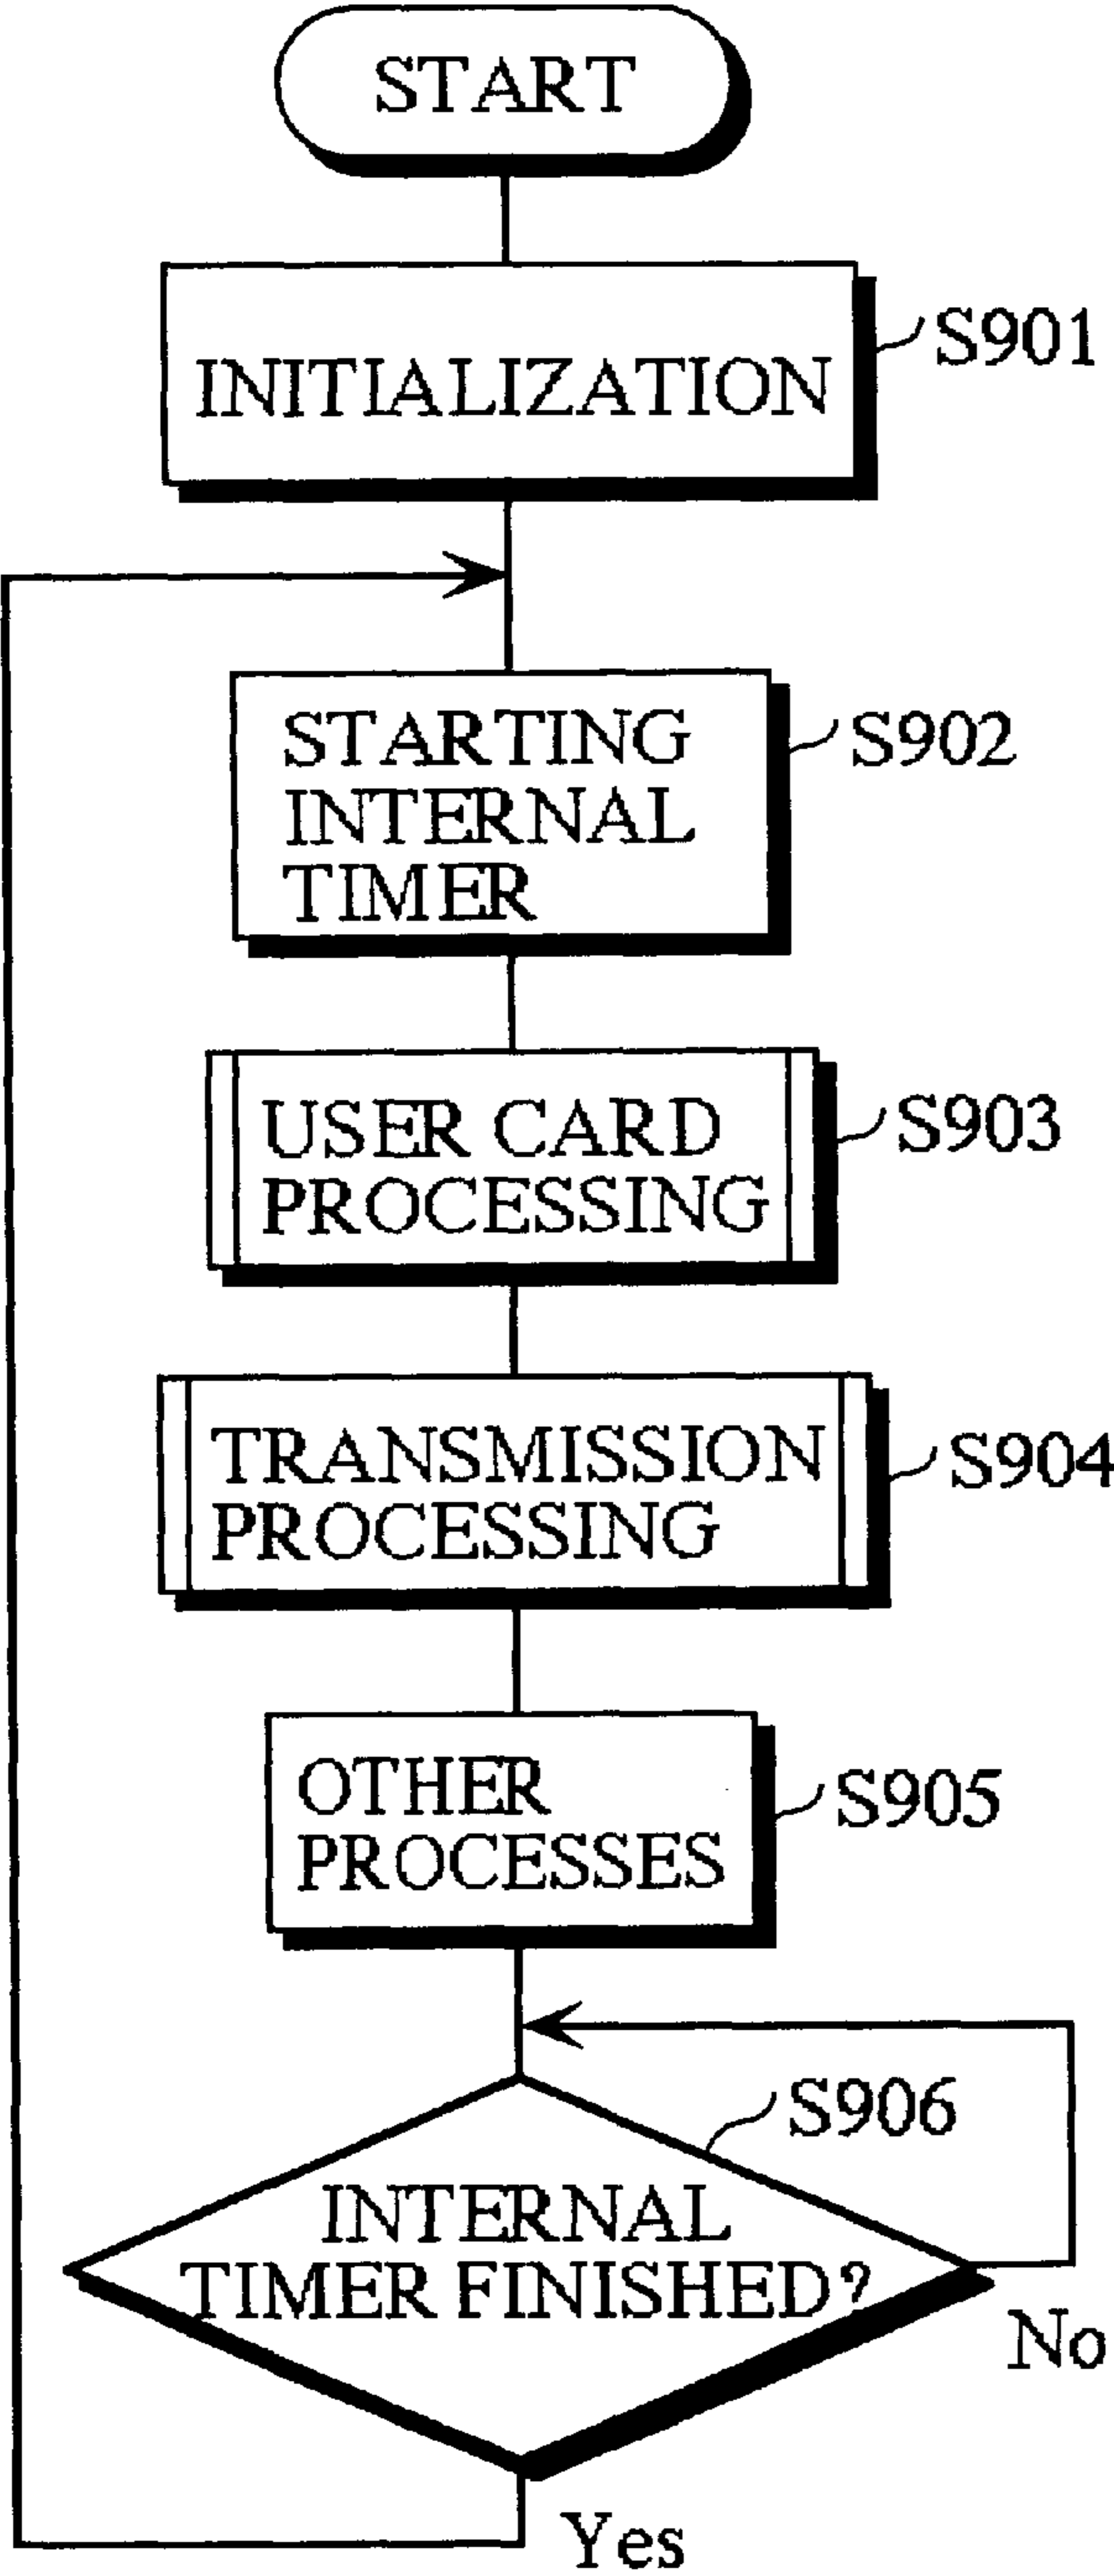 START
INITIALIZATION
S901
STARTING
INTERNAL
TIMER
S902
USER CARD
PROCESSING
S903
TRANSMISSION
PROCESSING
S904
OTHER
PROCESSES
S905
S906
INTERNAL
TIMER FINISHED?
No
Yes